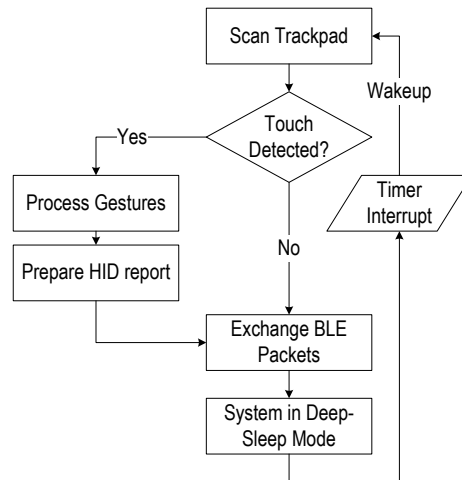 Scan Trackpad
Wakeup
Touch
Detected?
Yes
Process Gestures
Timer
Interrupt
No
Prepare HID report
Exchange BLE
Packets
System in Deep-
Sleep Mode